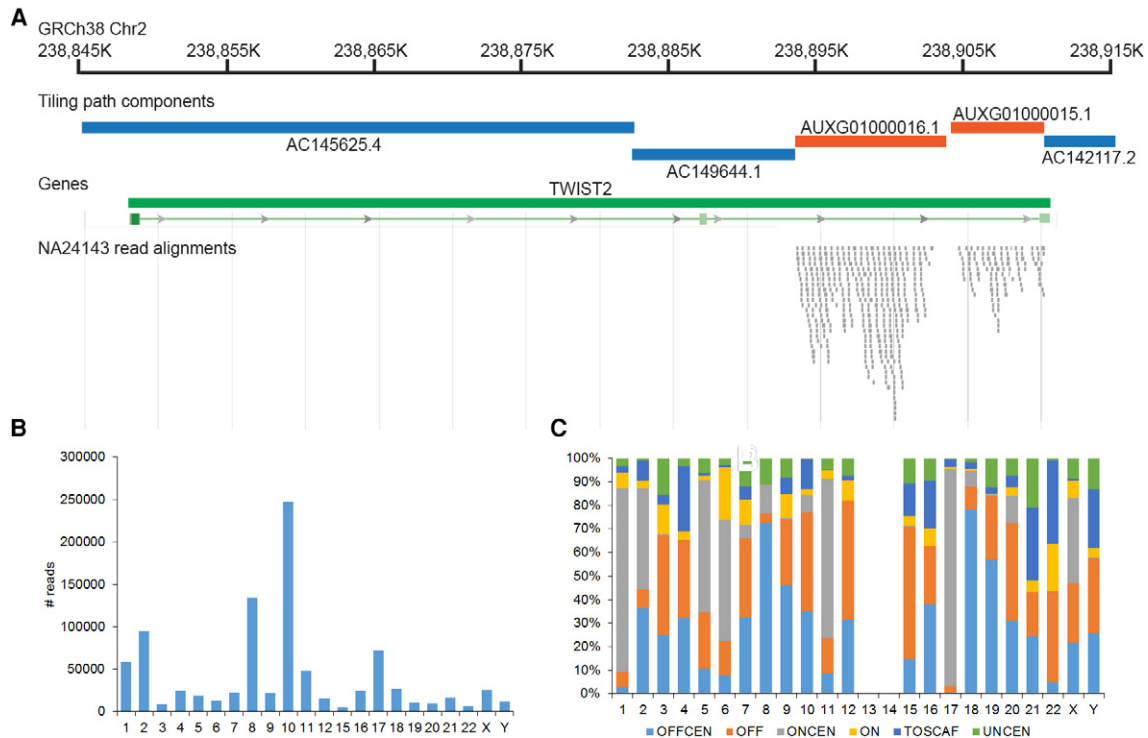 A
GRCh38 Chr2
238,845K 238,855K 238,865K 238,875K 238,885K 238,895K 238,905K 238,915K
Tiling path components
AUXG01000015.1
AUXG01000016.1
AC145625.4
AC149644.1
AC142117.2
Genes
TWIST2
NA24143 read alignments
B
300000
250000
200000
150000
100000
50000
0
# reads
1 2 3 4 5 6 7 8 9 10 11 12 15 16 17 18 19 20 21 22 X Y
C
100%
90%
80%
70%
60%
50%
40%
30%
20%
10%
0%
1 2 3 4 5 6 7 8 9 10 11 12 13 14 15 16 17 18 19 20 21 22 X Y
OFFCEN OFF ONCEN ON TOSCAF UNCEN